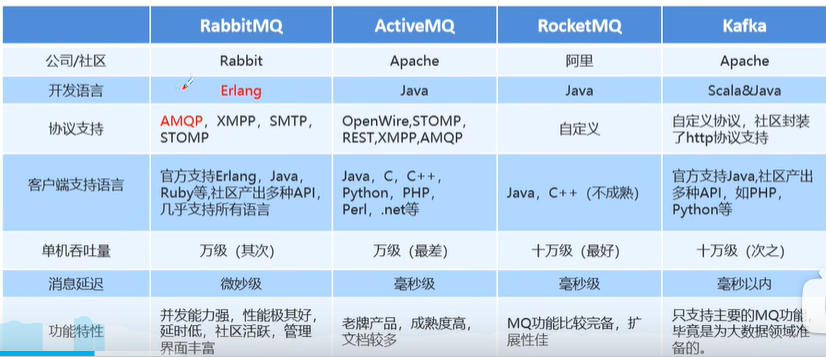 RabbitMQ ActiveMQ RocketMQ Kafka
公司/社区 Rabbit Apache 阿里 Apache
开发语言 Erlang Java Java Scala&Java
协议支持 AMQP，XMPP，SMTP，
STOMP
OpenWire,STOMP,
REST,XMPP,AMQP
自定义
自定义协议，社区封装
了http协议支持
客户端支持语言
官方支持Erlang，Java，
Ruby等,社区产出多种API，
几乎支持所有语言
Java，C，C++，
Python，PHP，
Perl，.net等
Java，C++（不成熟）
官方支持Java,社区产出
多种API，如PHP，
Python等
单机吞吐量 万级（其次） 万级（最差） 十万级（最好） 十万级（次之）
消息延迟 微妙级 毫秒级 毫秒级 毫秒以内
功能特性
并发能力强，性能极其好，
延时低，社区活跃，管理
界面丰富
老牌产品，成熟度高，
文档较多
MQ功能比较完备，扩
展性佳
只支持主要的MQ功能，
毕竟是为大数据领域准
备的。